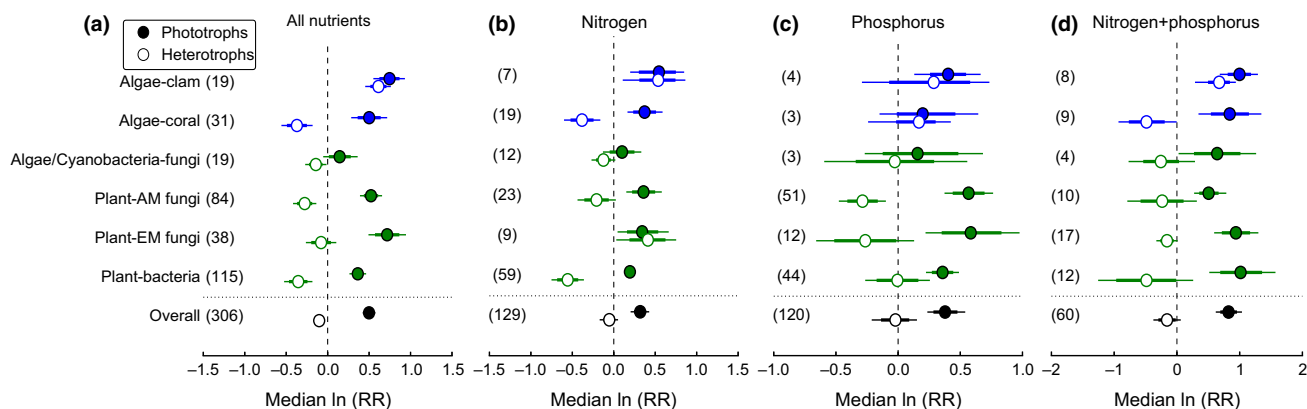 (a) All nutrients
(b) Nitrogen
(c) Phosphorus
(d) Nitrogen+phosphorus
Phototrophs
Heterotrophs
Algae-clam (19) (7) (4) (8)
Algae-coral (31) (19) (3) (9)
Algae/Cyanobacteria-fungi (19) (12) (3) (4)
Plant-AM fungi (84) (23) (51) (10)
Plant-EM fungi (38) (9) (12) (17)
Plant-bacteria (115) (59) (44) (12)
Overall (306) (129) (120) (60)
−1.5 −1.0 −0.5 0.0 0.5 1.0 1.5
−1.5 −1.0 −0.5 0.0 0.5 1.0 1.5
−1.0 −0.5 0.0 0.5 1.0
−2 −1 0 1 2
Median ln (RR) Median ln (RR) Median ln (RR) Median ln (RR)